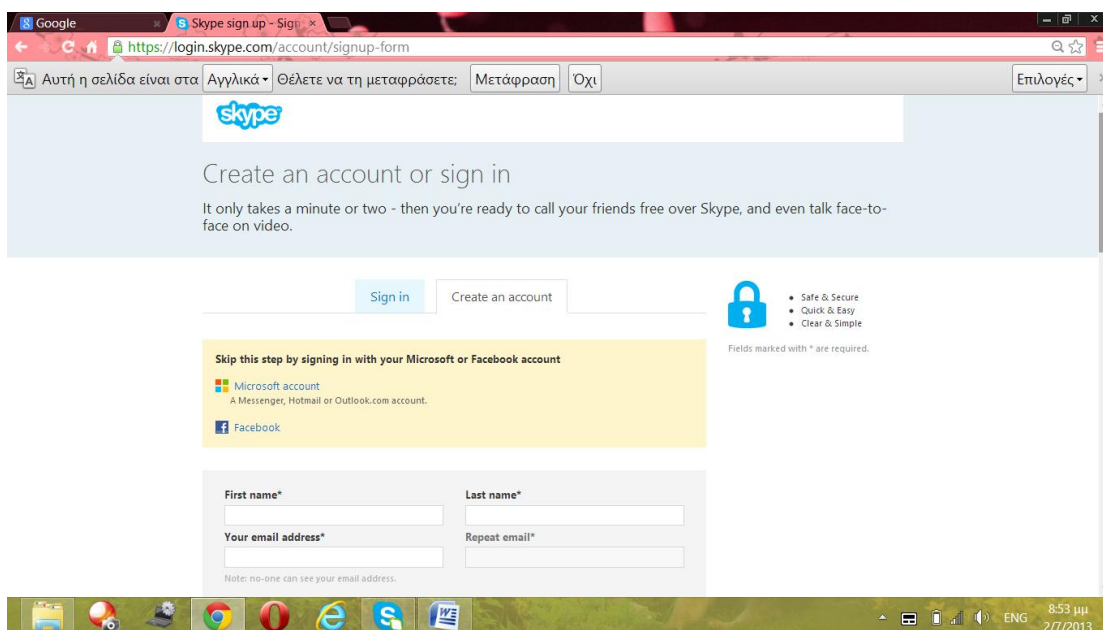 Google
Skype sign up - Sign
https://login.skype.com/account/signup-form
Αυτή η σελίδα είναι στα Αγγλικά Θέλετε να τη μεταφράσετε; Μετάφραση Όχι Επιλογές
skype
Create an account or sign in
It only takes a minute or two - then you're ready to call your friends free over Skype, and even talk face-to-
face on video.
Sign in Create an account
Safe & Secure
Quick & Easy
Clear & Simple
Fields marked with * are required.
Skip this step by signing in with your Microsoft or Facebook account
Microsoft account
A Messenger, Hotmail or Outlook.com account.
Facebook
First name* Last name*
Your email address* Repeat email*
Note: no-one can see your email address.
ENG 8:53 μμ
2/7/2013